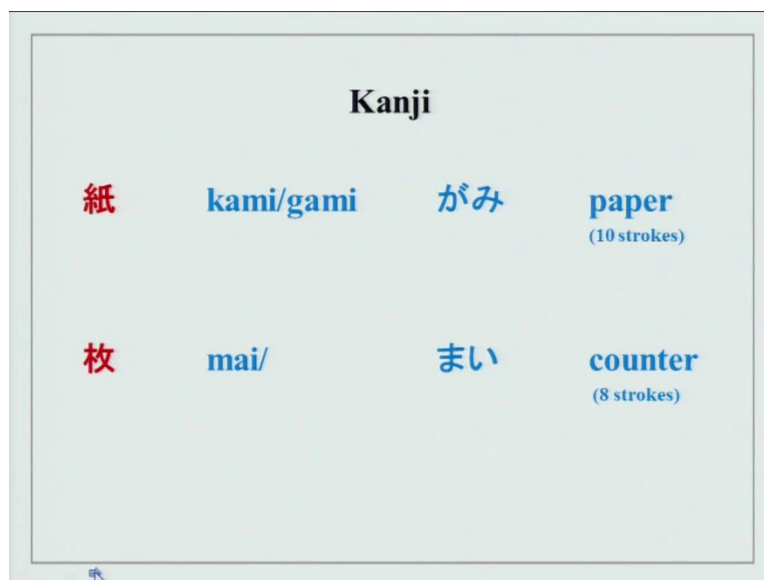 Kanji
紙 kami/gami がみ paper
(10 strokes)
枚 mai/ まい counter
(8 strokes)